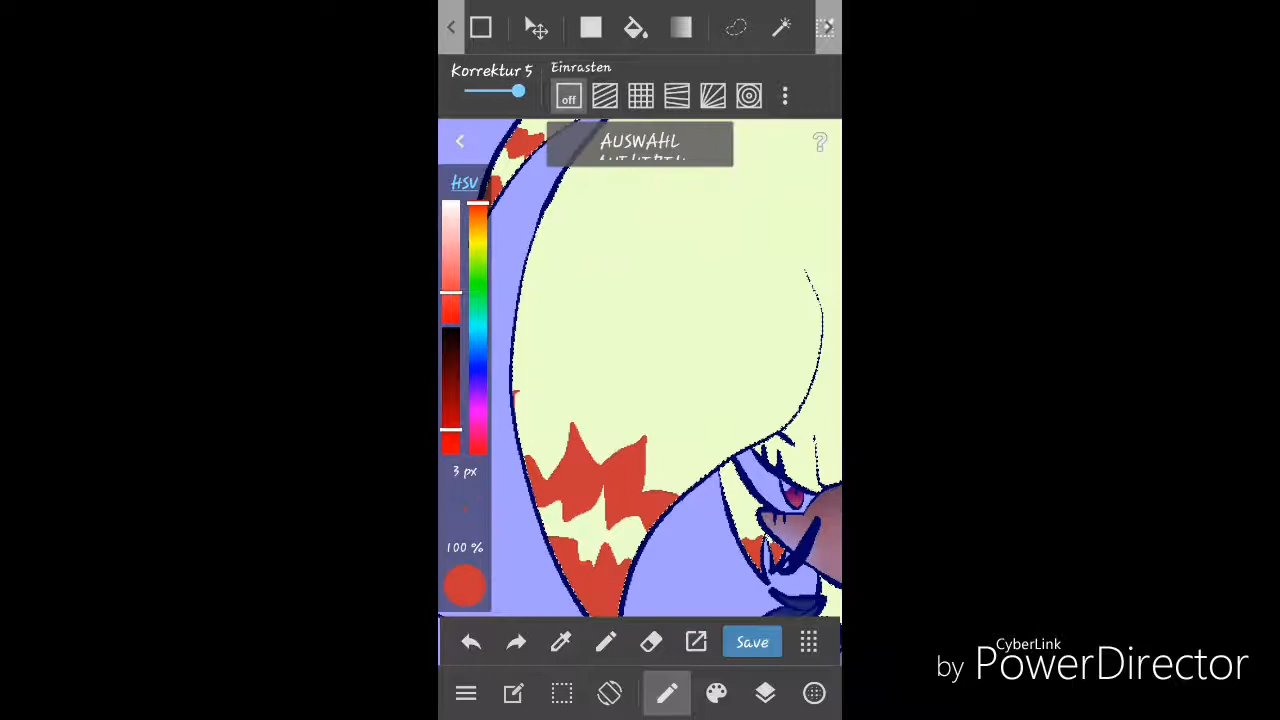 Korrektur 5
Einrasten
off
AUSWAHL
HSV
3 px
100 %
Save
CyberLink
by PowerDirector